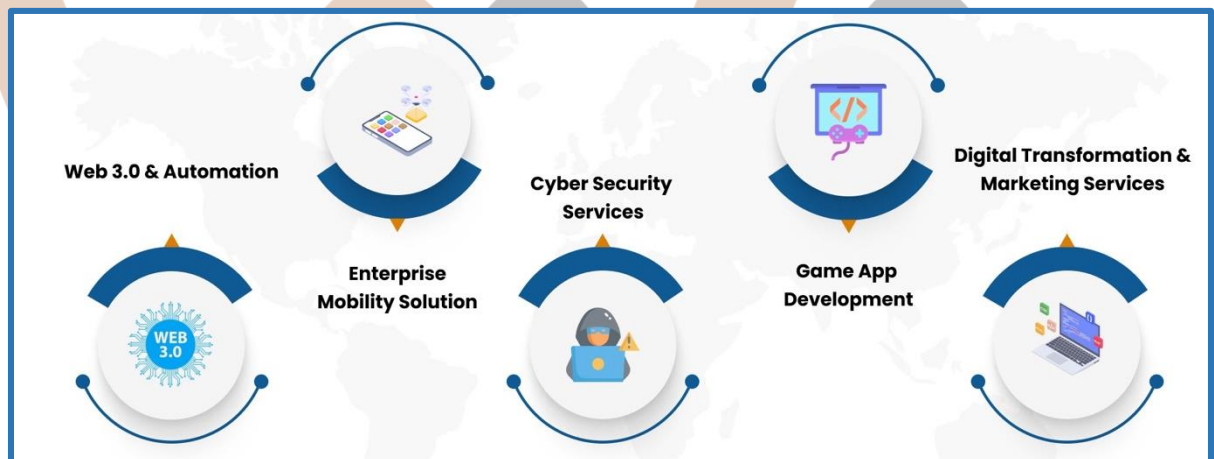 Web 3.0 & Automation
WEB
3.0
Enterprise
Mobility Solution
Cyber Security
Services
Game App
Development
Digital Transformation &
Marketing Services